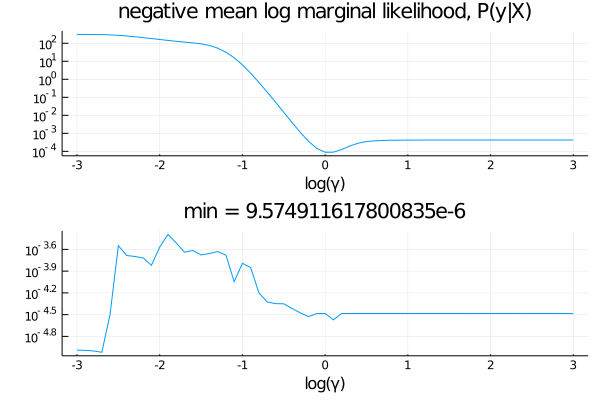 negative mean log marginal likelihood, P(y|X)
10^2
10^1
10^0
10^-1
10^-2
10^-3
10^-4
-3 -2 -1 0 1 2 3
log(γ)
min = 9.574911617800835e-6
10^-3.6
10^-3.9
10^-4.2
10^-4.5
10^-4.8
-3 -2 -1 0 1 2 3
log(γ)